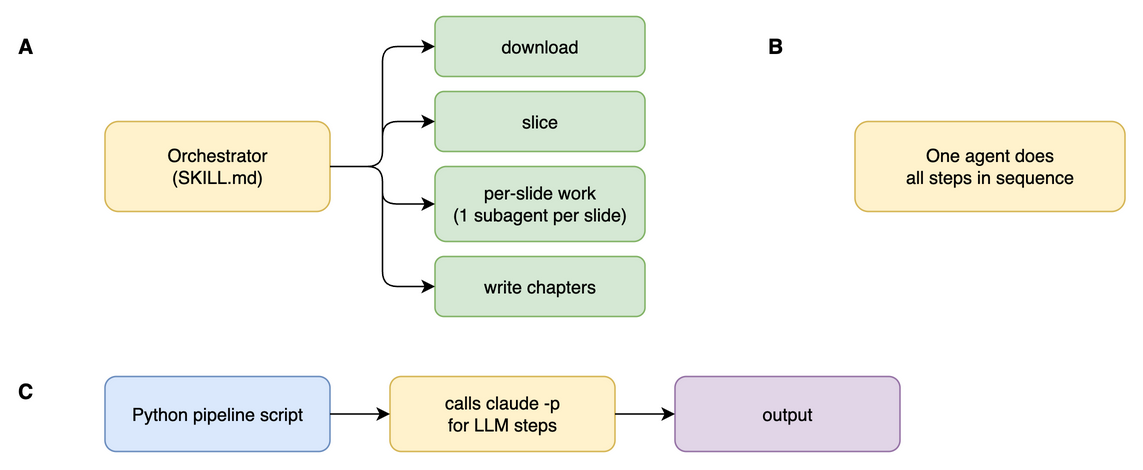 A
download
slice
Orchestrator
(SKILL.md)
per-slide work
(1 subagent per slide)
write chapters
B
One agent does
all steps in sequence
C
Python pipeline script
calls claude -p
for LLM steps
output